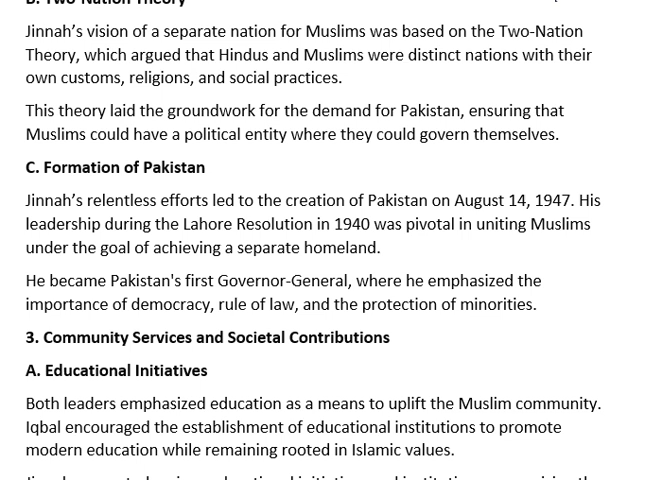 B. Two-Nation Theory
Jinnah’s vision of a separate nation for Muslims was based on the Two-Nation
Theory, which argued that Hindus and Muslims were distinct nations with their
own customs, religions, and social practices.
This theory laid the groundwork for the demand for Pakistan, ensuring that
Muslims could have a political entity where they could govern themselves.
C. Formation of Pakistan
Jinnah’s relentless efforts led to the creation of Pakistan on August 14, 1947. His
leadership during the Lahore Resolution in 1940 was pivotal in uniting Muslims
under the goal of achieving a separate homeland.
He became Pakistan's first Governor-General, where he emphasized the
importance of democracy, rule of law, and the protection of minorities.
3. Community Services and Societal Contributions
A. Educational Initiatives
Both leaders emphasized education as a means to uplift the Muslim community.
Iqbal encouraged the establishment of educational institutions to promote
modern education while remaining rooted in Islamic values.